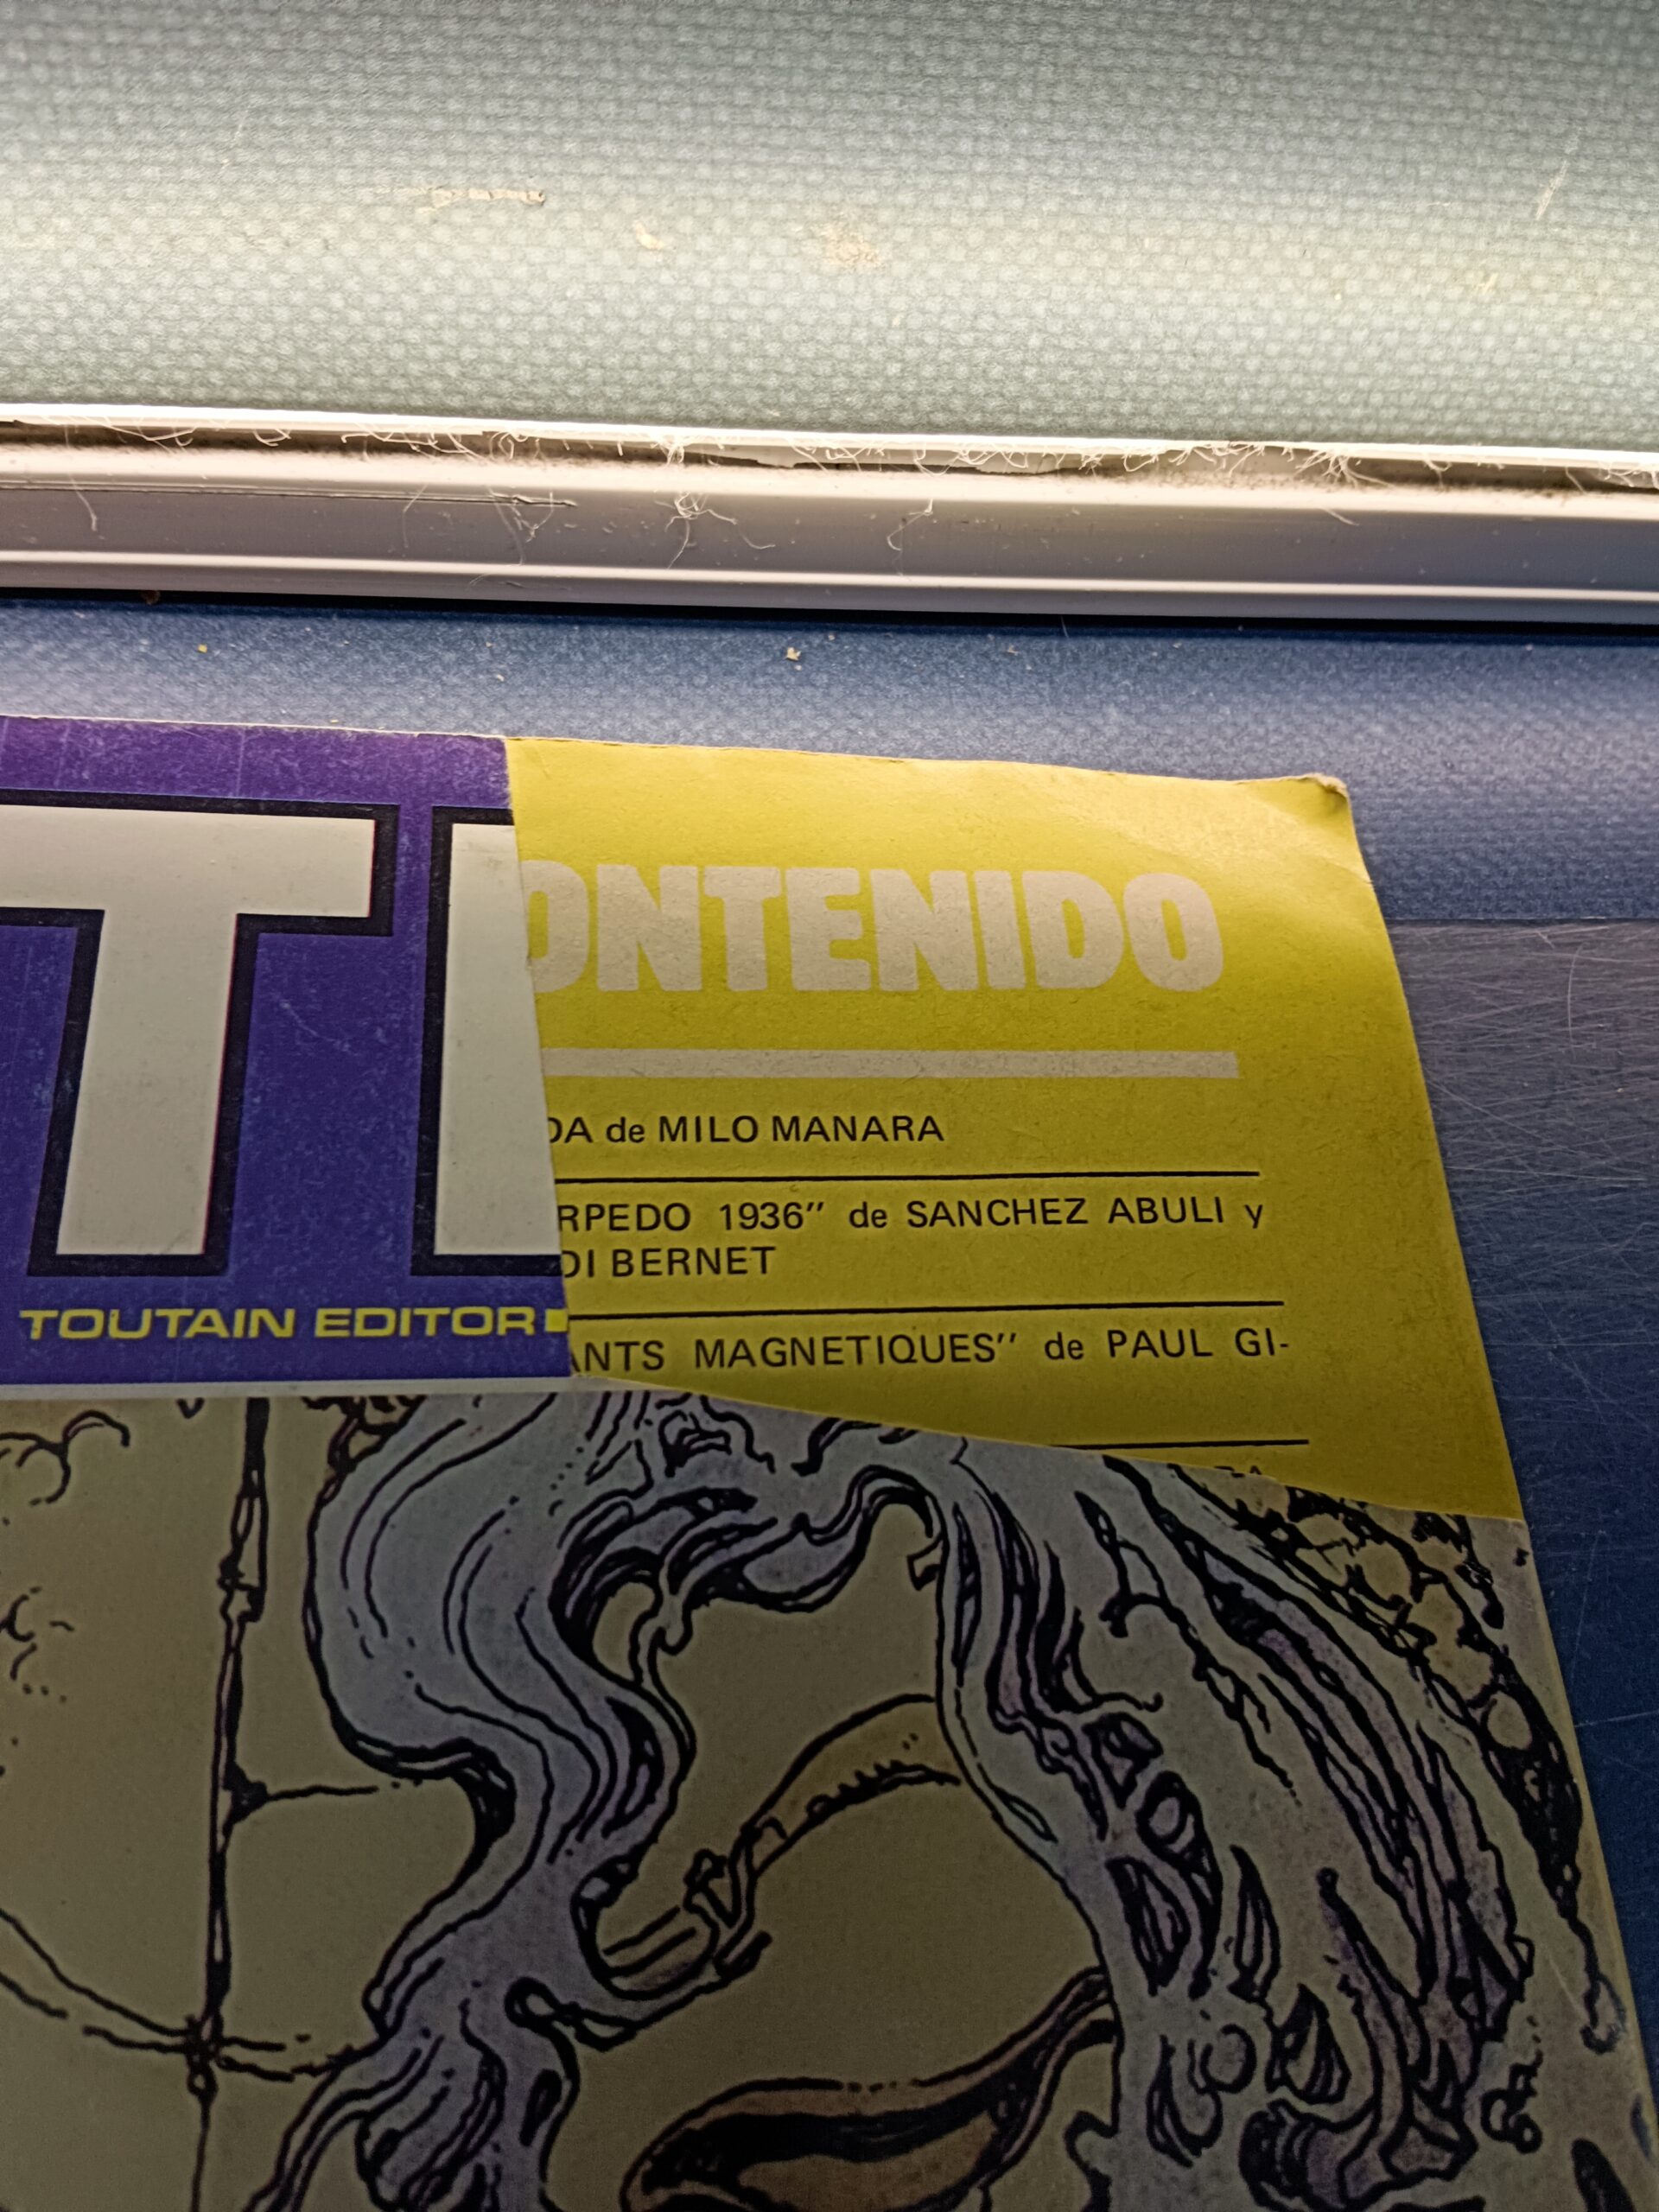 T
TOUTAIN EDITOR
ONTENIDO
DA de MILO MANARA
RPEDO 1936" de SANCHEZ ABULI y
DI BERNET
ANTS MAGNETIQUES" de PAUL GI-